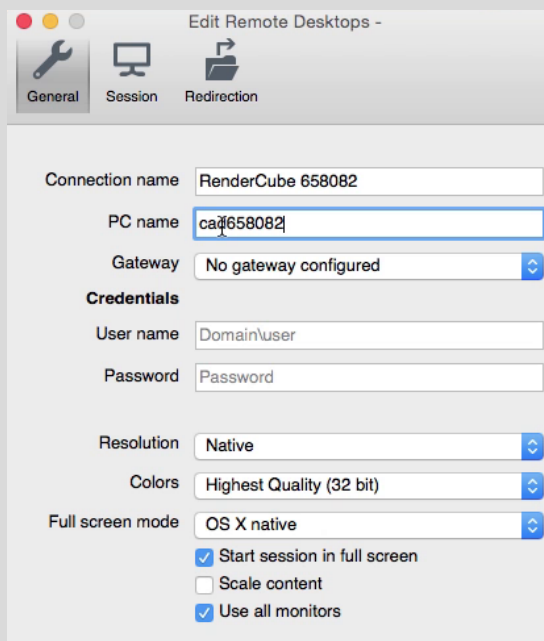 Edit Remote Desktops -
General Session Redirection
Connection name RenderCube 658082
PC name cad658082
Gateway No gateway configured
Credentials
User name Domain\user
Password Password
Resolution Native
Colors Highest Quality (32 bit)
Full screen mode OS X native
Start session in full screen
Scale content
Use all monitors